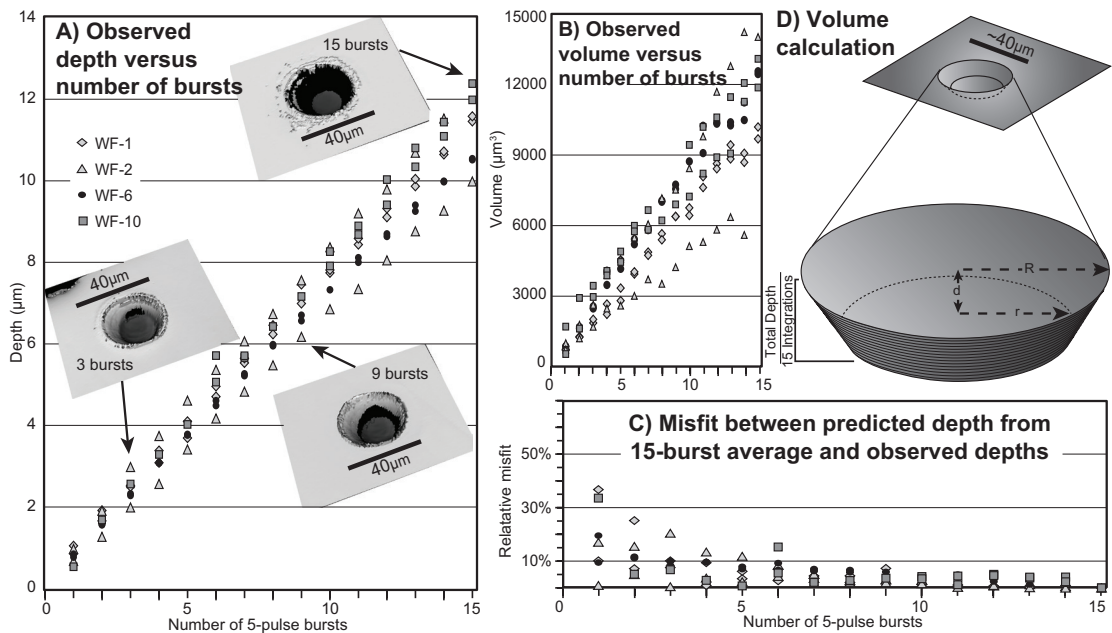 A) Observed
depth versus
number of bursts
15 bursts
40µm
WF-1
WF-2
WF-6
WF-10
40µm
3 bursts
9 bursts
40µm
Depth (µm)
14
12
10
8
6
4
2
0
0
5
10
15
Number of 5-pulse bursts
B) Observed
volume versus
number of bursts
Volume (µm³)
15000
12000
9000
6000
3000
0
0
5
10
15
D) Volume
calculation
~40µm
R
d
r
Total Depth
15 Integrations
C) Misfit between predicted depth from
15-burst average and observed depths
Relatative misfit
50%
30%
10%
0
5
10
15
Number of 5-pulse bursts